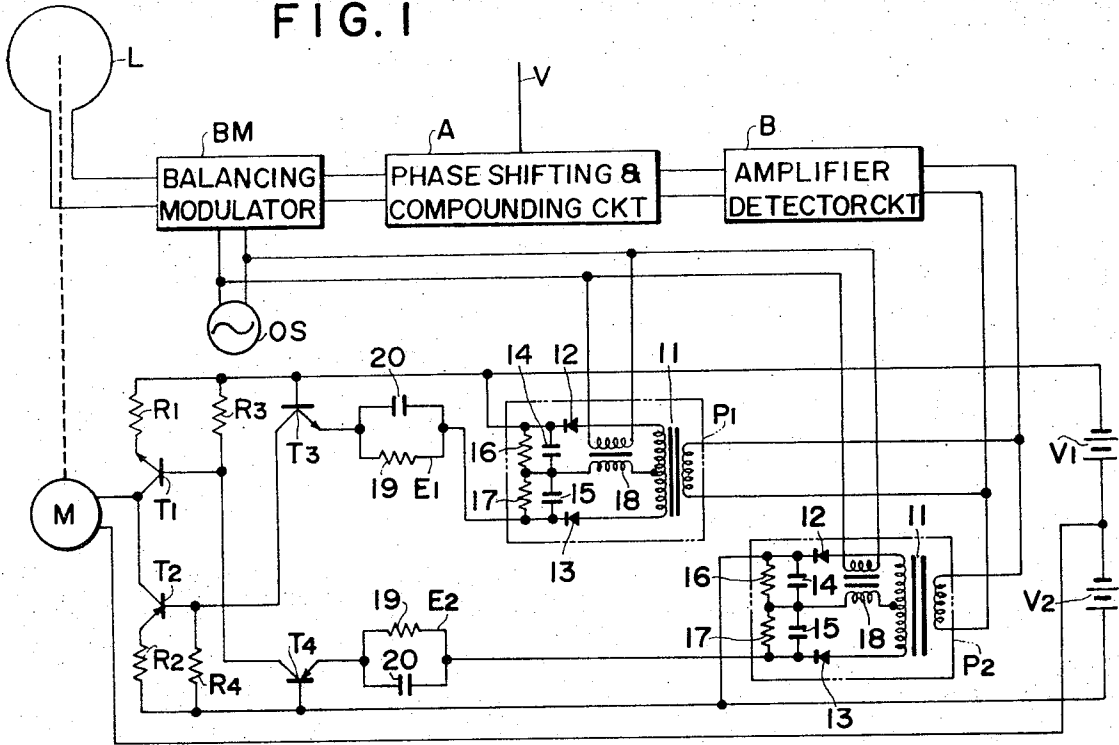 FIG. 1
L
V
BM
A
B
BALANCING
MODULATOR
PHASE SHIFTING &
COMPOUNDING CKT
AMPLIFIER
DETECTOR CKT
OS
20
14
12
11
P1
R1
R3
T3
16
V1
19
E1
17
15
18
M
T1
13
12
11
T2
19
E2
16
14
V2
T4
17
15
18
R2
R4
20
P2
13